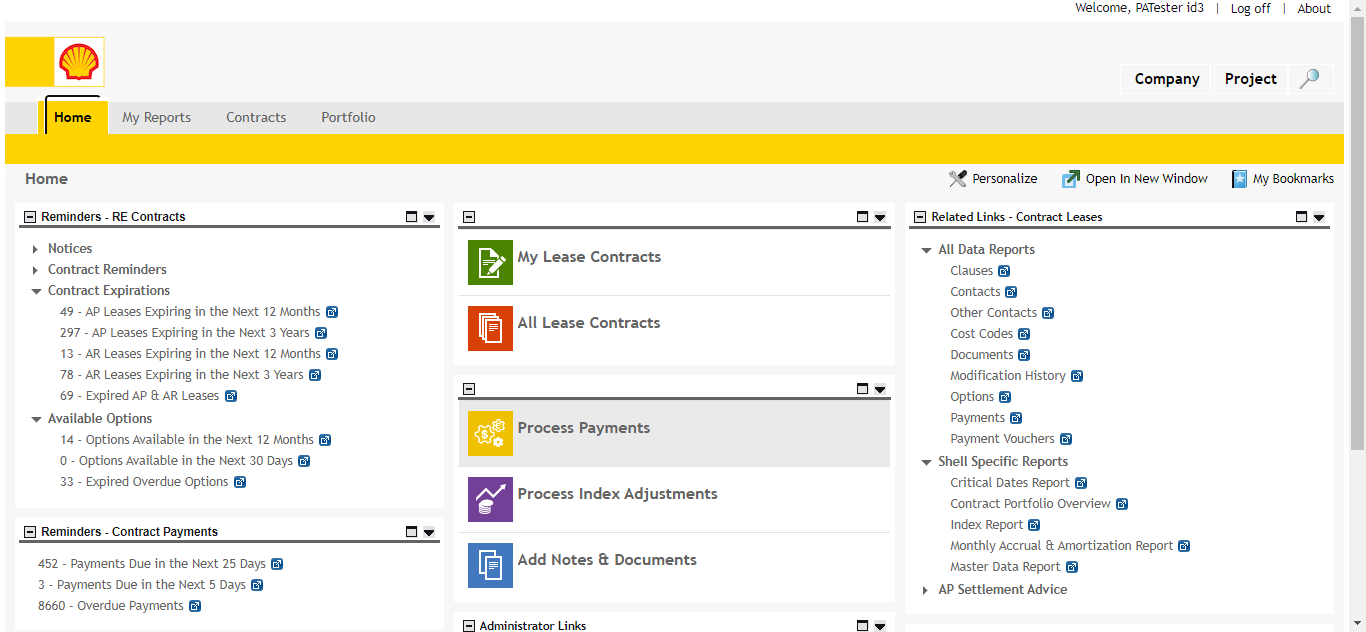 Welcome, PATester id3 | Log off | About
Company Project
Home My Reports Contracts Portfolio
Home
Personalize Open In New Window My Bookmarks
Reminders - RE Contracts
Notices
Contract Reminders
Contract Expirations
49 - AP Leases Expiring in the Next 12 Months
297 - AP Leases Expiring in the Next 3 Years
13 - AR Leases Expiring in the Next 12 Months
78 - AR Leases Expiring in the Next 3 Years
69 - Expired AP & AR Leases
Available Options
14 - Options Available in the Next 12 Months
0 - Options Available in the Next 30 Days
33 - Expired Overdue Options
Reminders - Contract Payments
452 - Payments Due in the Next 25 Days
3 - Payments Due in the Next 5 Days
8660 - Overdue Payments
My Lease Contracts
All Lease Contracts
Process Payments
Process Index Adjustments
Add Notes & Documents
Administrator Links
Related Links - Contract Leases
All Data Reports
Clauses
Contacts
Other Contacts
Cost Codes
Documents
Modification History
Options
Payments
Payment Vouchers
Shell Specific Reports
Critical Dates Report
Contract Portfolio Overview
Index Report
Monthly Accrual & Amortization Report
Master Data Report
AP Settlement Advice